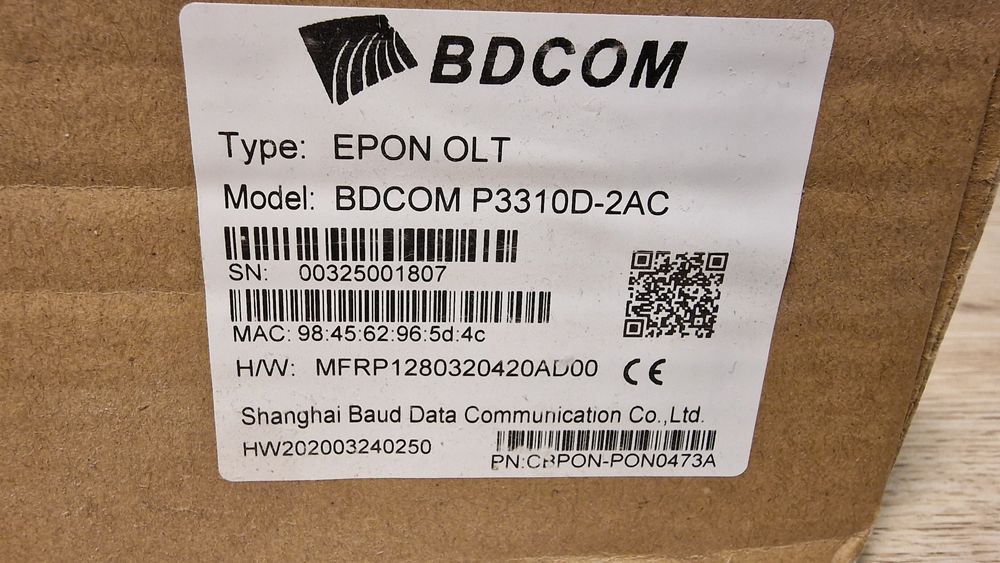 BDCOM
Type: EPON OLT
Model: BDCOM P3310D-2AC
SN: 00325001807
MAC: 98:45:62:96:5d:4c
H/W: MFRP1280320420AD00 CE
Shanghai Baud Data Communication Co.,Ltd.
HW202003240250
PN:CBPON-PON0473A